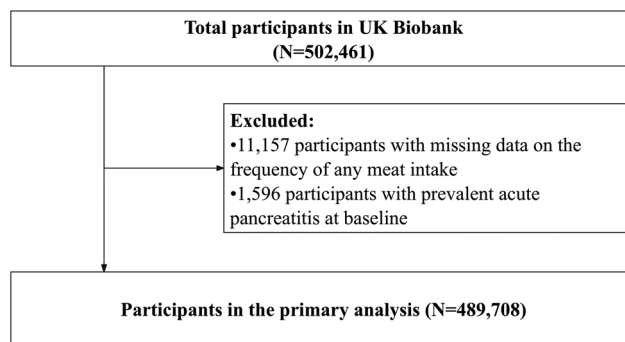 Total participants in UK Biobank
(N=502,461)
Excluded:
•11,157 participants with missing data on the
frequency of any meat intake
•1,596 participants with prevalent acute
pancreatitis at baseline
Participants in the primary analysis (N=489,708)